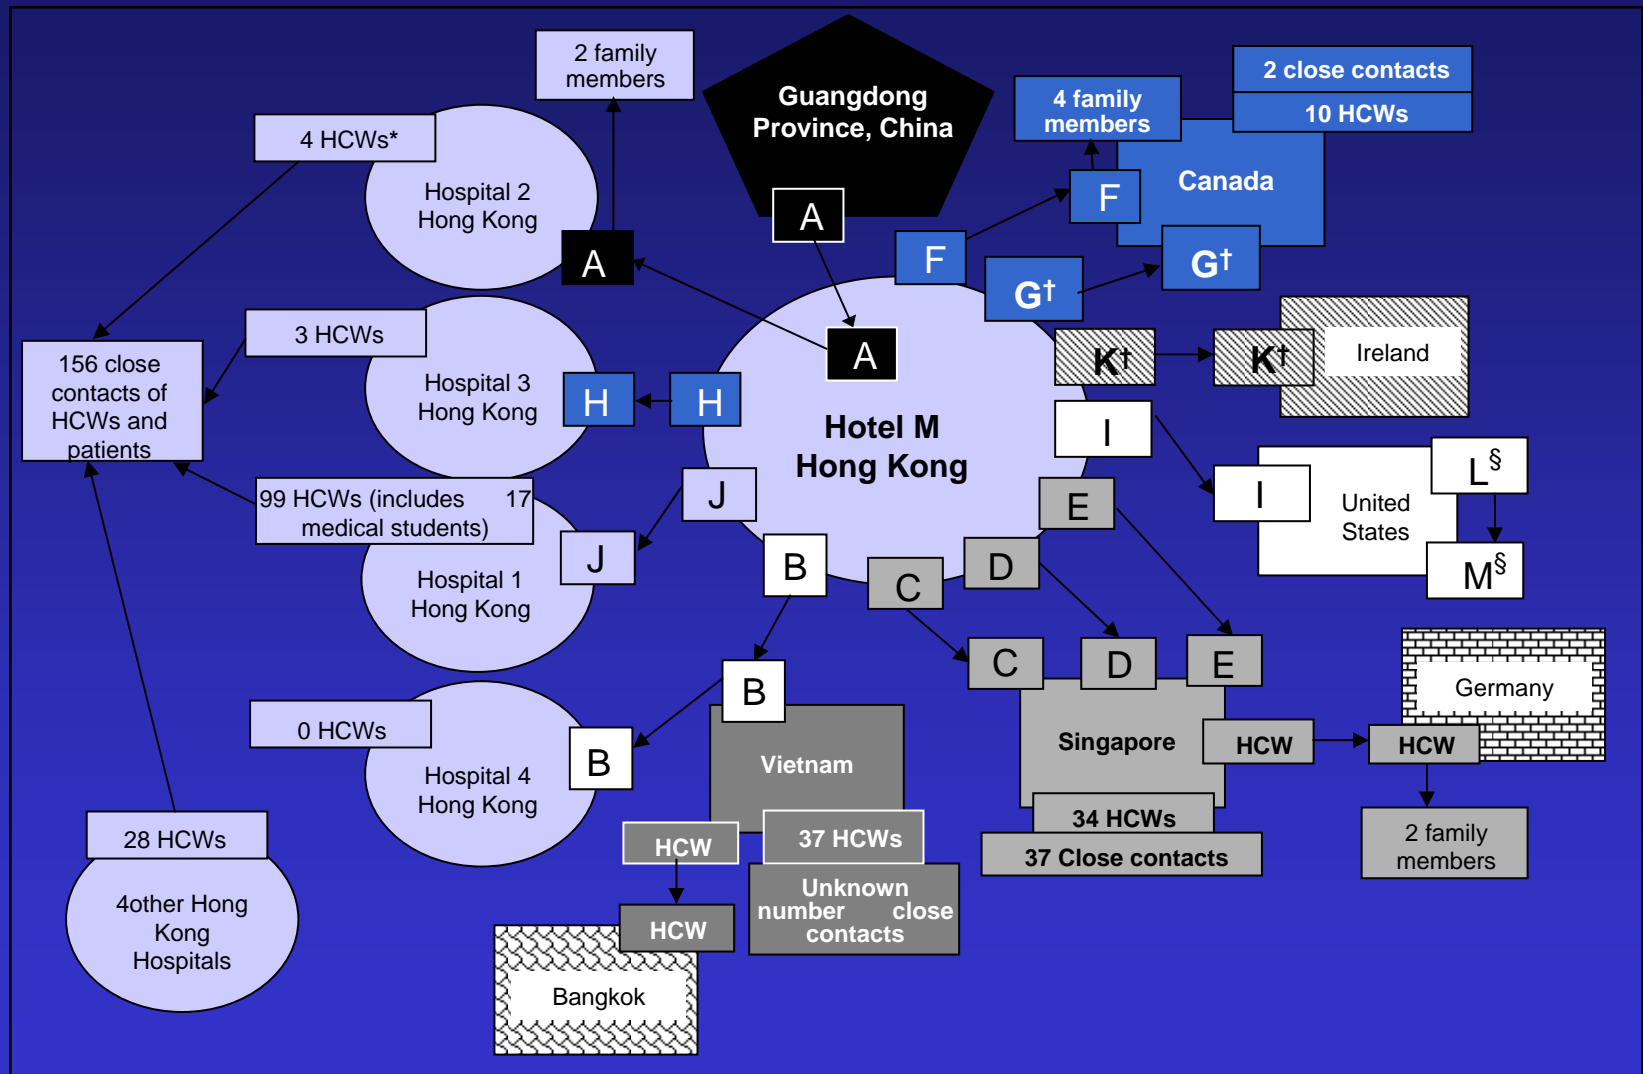 2 family
members
Guangdong
Province, China
A
4 family
members
2 close contacts
10 HCWs
Canada
F
G†
4 HCWs*
Hospital 2
Hong Kong
A
F
G†
3 HCWs
Hospital 3
Hong Kong
H
H
A
Hotel M
Hong Kong
K†
K†
Ireland
156 close
contacts of
HCWs and
patients
I
I
United
States
L§
M§
99 HCWs (includes 17
medical students)
Hospital 1
Hong Kong
J
J
B
C
D
E
0 HCWs
Hospital 4
Hong Kong
B
B
Vietnam
C
D
E
Singapore
HCW
HCW
Germany
34 HCWs
37 Close contacts
2 family
members
28 HCWs
4other Hong
Kong
Hospitals
HCW
37 HCWs
Unknown
number close
contacts
HCW
Bangkok